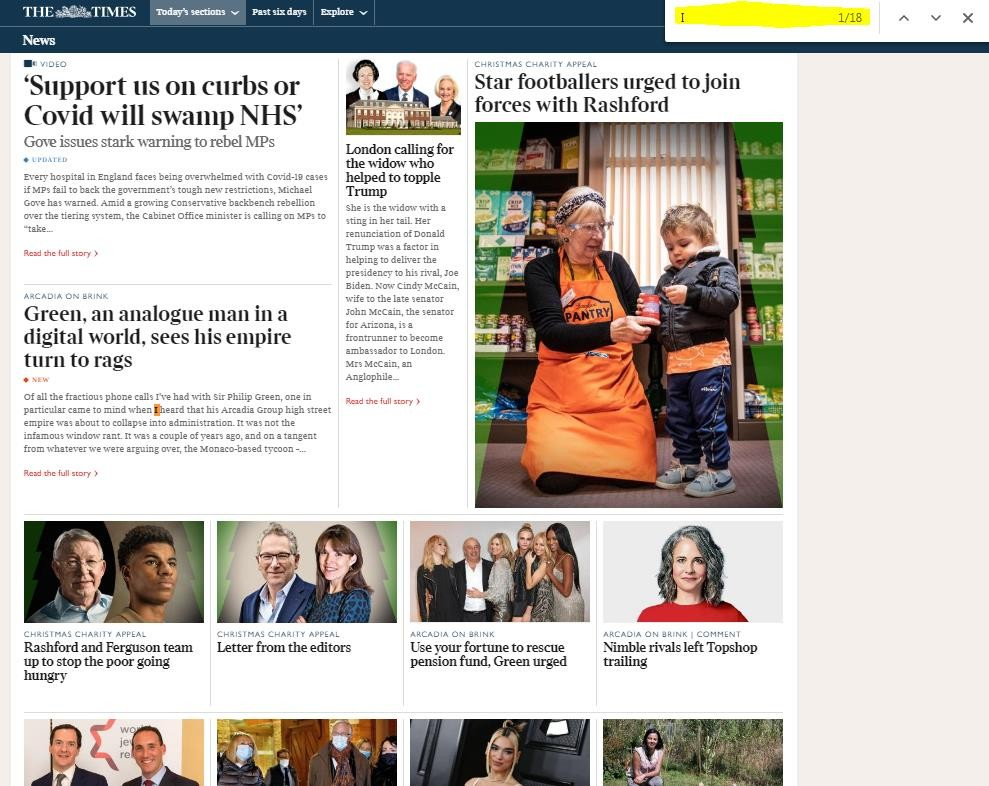 THE TIMES
Today's sections
Past six days
Explore
I
1/18
News
VIDEO
‘Support us on curbs or
Covid will swamp NHS’
Gove issues stark warning to rebel MPs
UPDATED
Every hospital in England faces being overwhelmed with Covid-19 cases
if MPs fail to back the government's tough new restrictions, Michael
Gove has warned. Amid a growing Conservative backbench rebellion
over the tiering system, the Cabinet Office minister is calling on MPs to
“take...
Read the full story
ARCADIA ON BRINK
Green, an analogue man in a
digital world, sees his empire
turn to rags
NEW
Of all the fractious phone calls I've had with Sir Philip Green, one in
particular came to mind when I heard that his Arcadia Group high street
empire was about to collapse into administration. It was not the
infamous window rant. It was a couple of years ago, and on a tangent
from whatever we were arguing over, the Monaco-based tycoon –...
Read the full story
London calling for
the widow who
helped to topple
Trump
She is the widow with a
sting in her tail. Her
renunciation of Donald
Trump was a factor in
helping to deliver the
presidency to his rival, Joe
Biden. Now Cindy McCain,
wife to the late senator
John McCain, the senator
for Arizona, is a
frontrunner to become
ambassador to London.
Mrs McCain, an
Anglophile...
Read the full story
CHRISTMAS CHARITY APPEAL
Star footballers urged to join
forces with Rashford
PANTRY
ellesse
CHRISTMAS CHARITY APPEAL
Rashford and Ferguson team
up to stop the poor going
hungry
CHRISTMAS CHARITY APPEAL
Letter from the editors
ARCADIA ON BRINK
Use your fortune to rescue
pension fund, Green urged
ARCADIA ON BRINK | COMMENT
Nimble rivals left Topshop
trailing